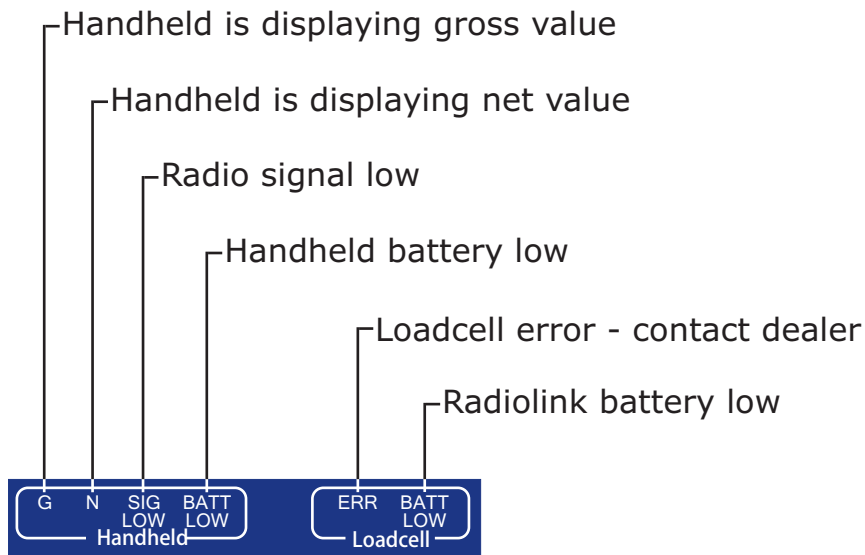 Handheld is displaying gross value
Handheld is displaying net value
Radio signal low
Handheld battery low
Loadcell error - contact dealer
Radiolink battery low
G N SIG BATT ERR BATT
LOW LOW LOW
Handheld Loadcell